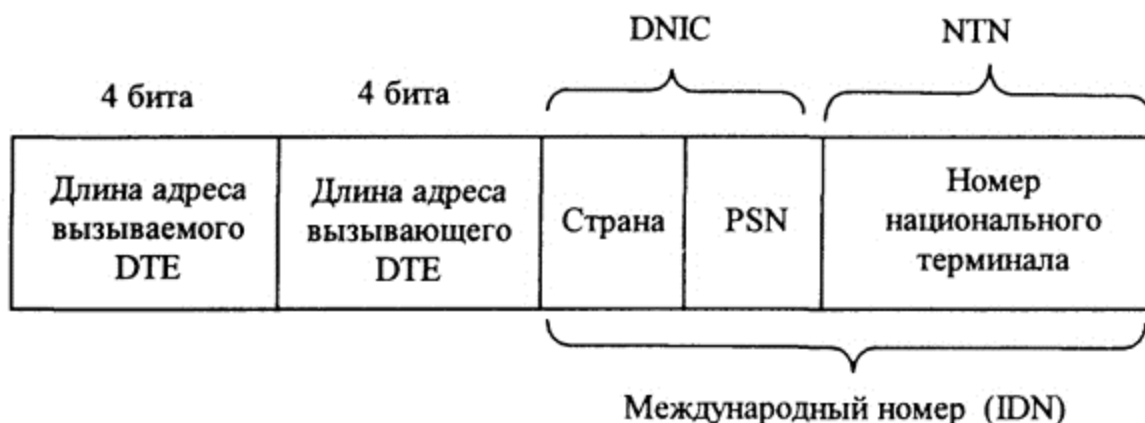 DNIC
NTN
4 бита
4 бита
Длина адреса
вызываемого
DTE
Длина адреса
вызывающего
DTE
Страна
PSN
Номер
национального
терминала
Международный номер (IDN)